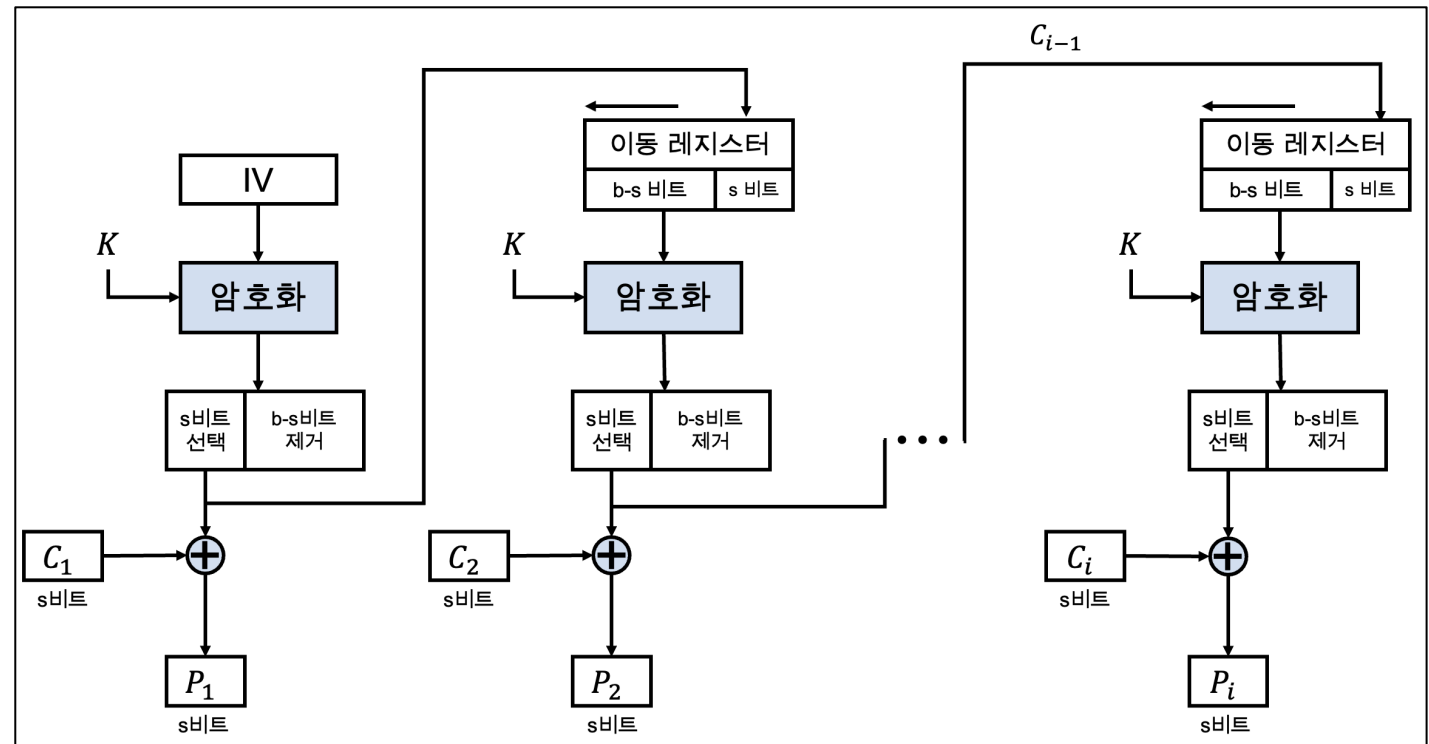 C_{i-1}
이동 레지스터
b-s 비트
s 비트
이동 레지스터
b-s 비트
s 비트
IV
K
암호화
K
암호화
K
암호화
s비트
선택
b-s비트
제거
s비트
선택
b-s비트
제거
s비트
선택
b-s비트
제거
C_1
s비트
C_2
s비트
C_i
s비트
P_1
s비트
P_2
s비트
P_i
s비트